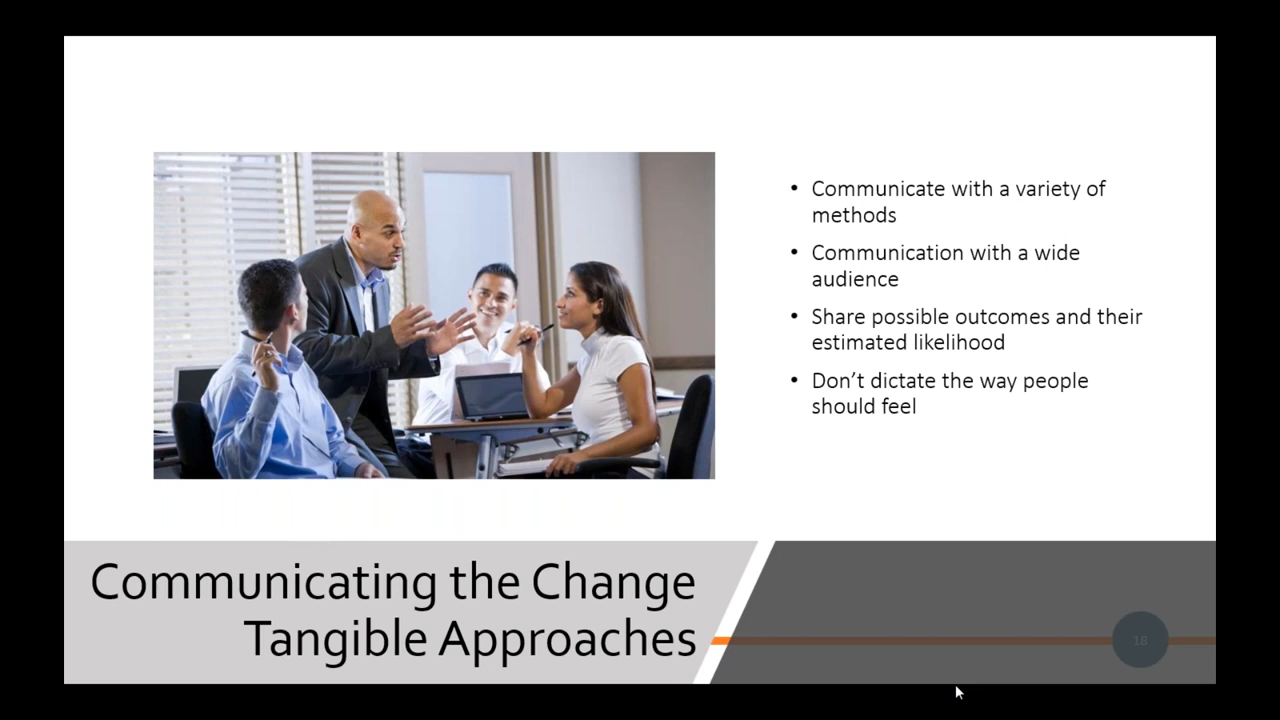 • Communicate with a variety of
methods
• Communication with a wide
audience
• Share possible outcomes and their
estimated likelihood
• Don’t dictate the way people
should feel
Communicating the Change
Tangible Approaches
18